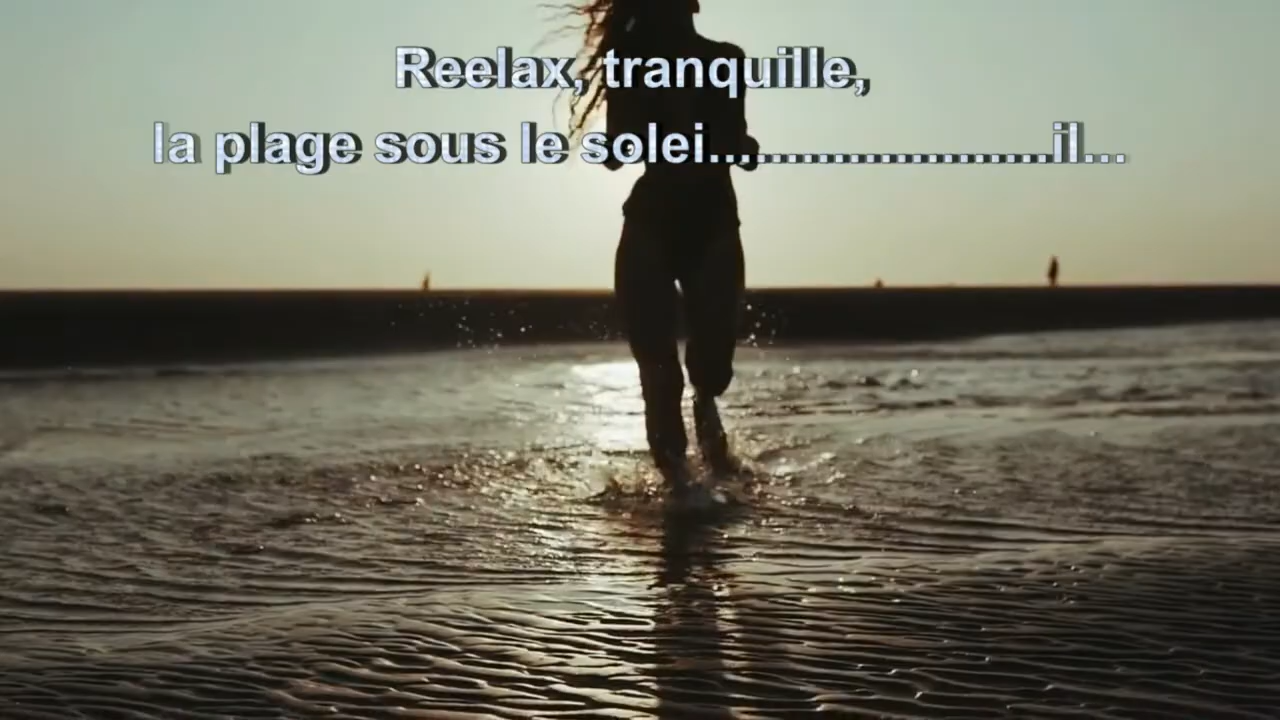 Reelax, tranquille,
la plage sous le solei......................il...